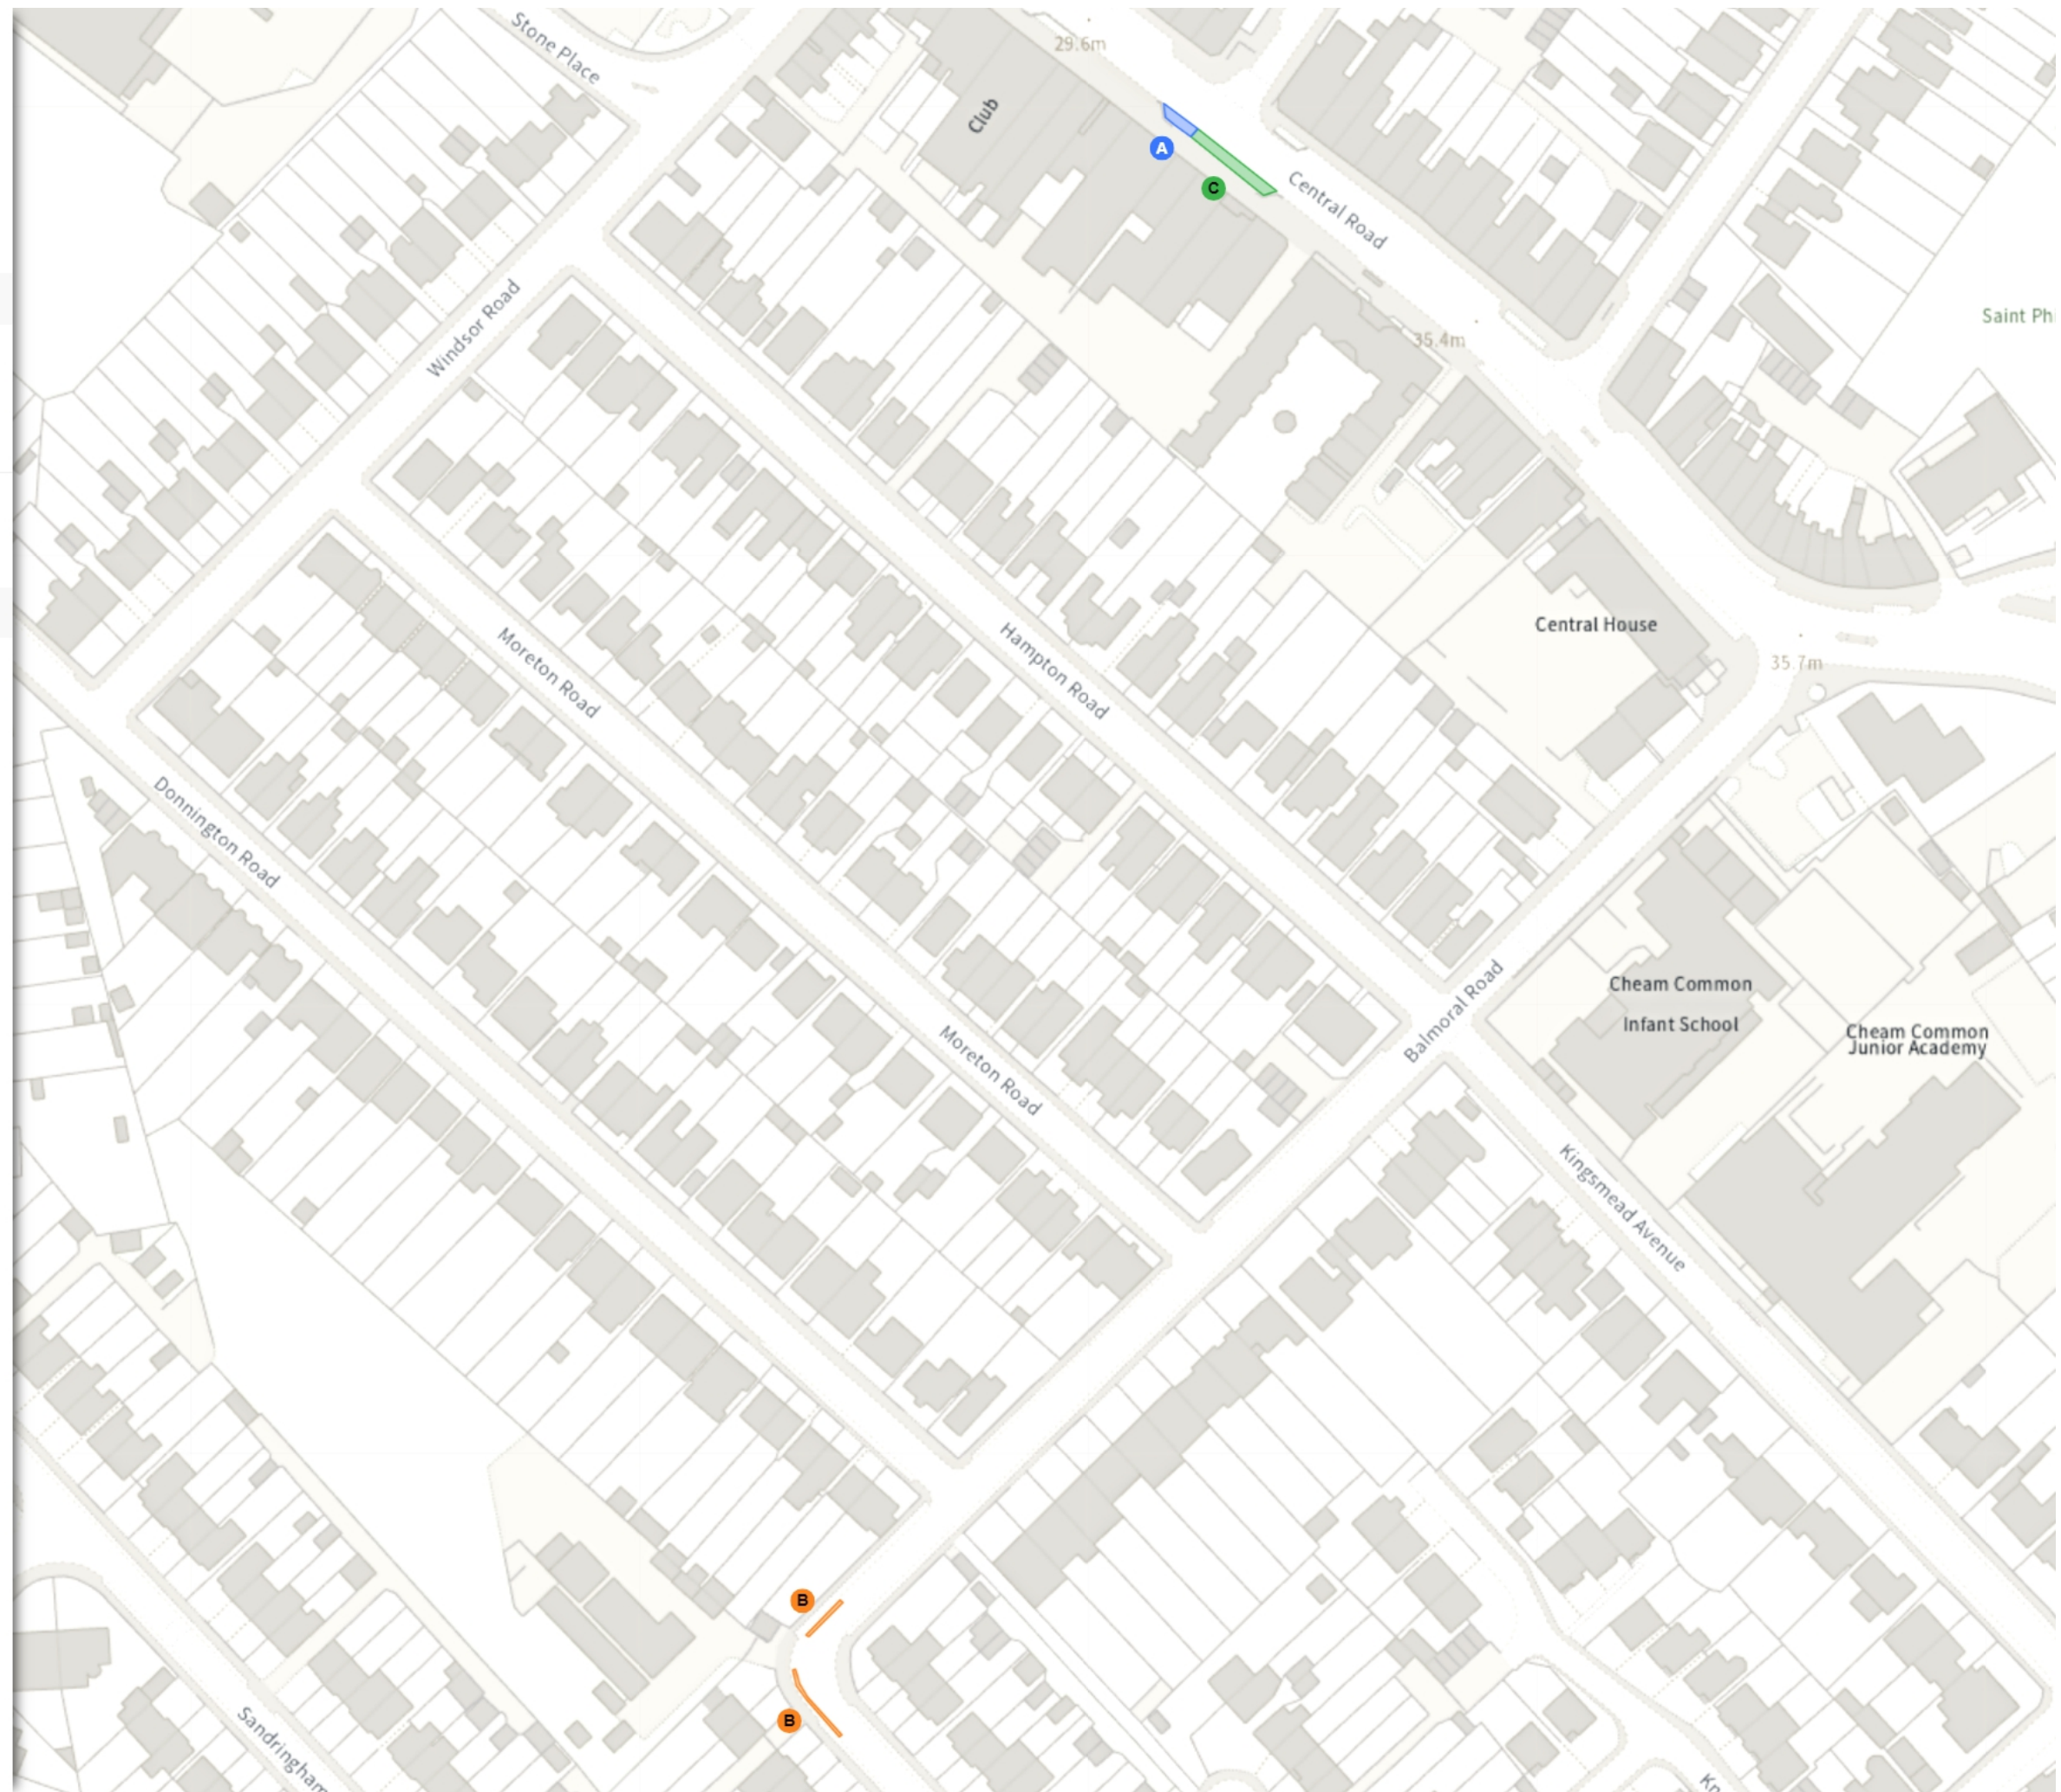 Stone Place
29.6m
Club
A
C
Central Road
Windsor Road
Saint Ph
35.4m
Central House
Moreton Road
Hampton Road
35.7m
Donnington Road
Balmoral Road
Cheam Common
Infant School
Cheam Common
Junior Academy
Moreton Road
Kingsmead Avenue
B
B
Sandringham
Kn